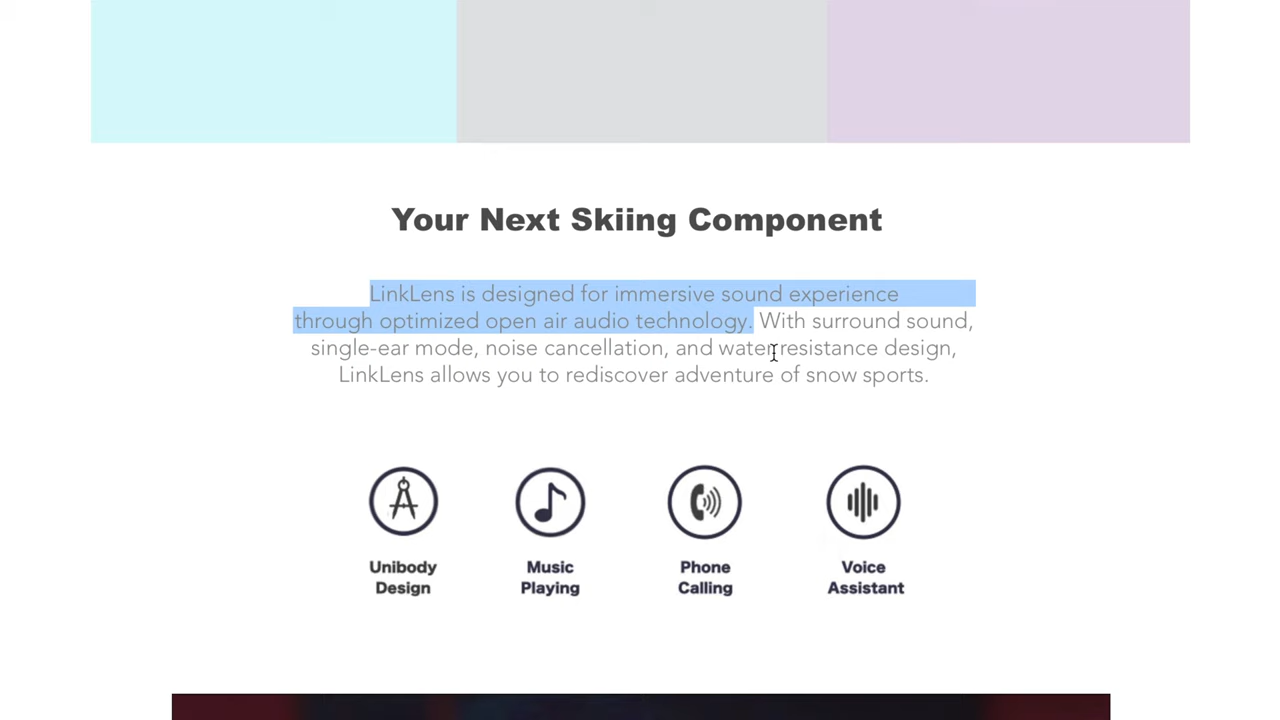 Your Next Skiing Component
LinkLens is designed for immersive sound experience
through optimized open air audio technology. With surround sound,
single-ear mode, noise cancellation, and water resistance design,
LinkLens allows you to rediscover adventure of snow sports.
Unibody Design
Music Playing
Phone Calling
Voice Assistant